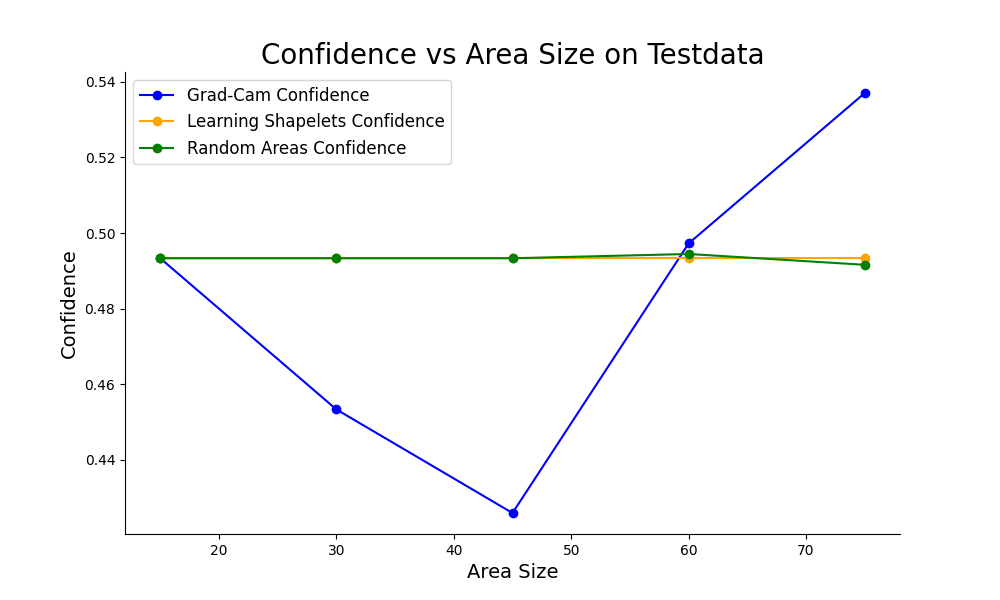 Confidence vs Area Size on Testdata
Grad-Cam Confidence
Learning Shapelets Confidence
Random Areas Confidence
0.54
0.52
0.50
0.48
0.46
0.44
Confidence
20 30 40 50 60 70
Area Size